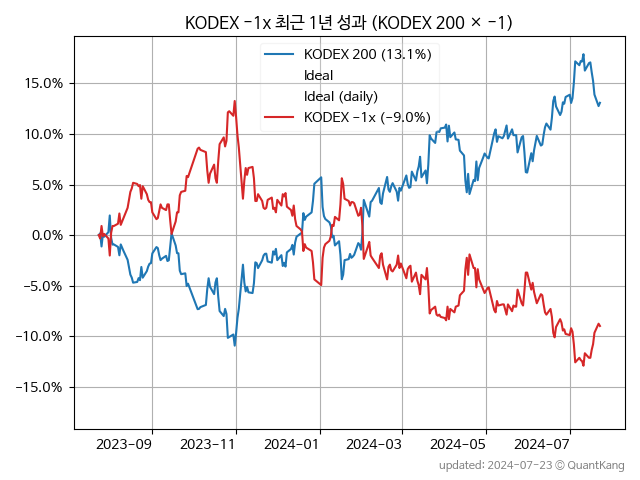 KODEX -1x 최근 1년 성과 (KODEX 200 × -1)
KODEX 200 (13.1%)
Ideal
Ideal (daily)
KODEX -1x (-9.0%)
15.0%
10.0%
5.0%
0.0%
-5.0%
-10.0%
-15.0%
2023-09 2023-11 2024-01 2024-03 2024-05 2024-07
updated: 2024-07-23 © QuantKang